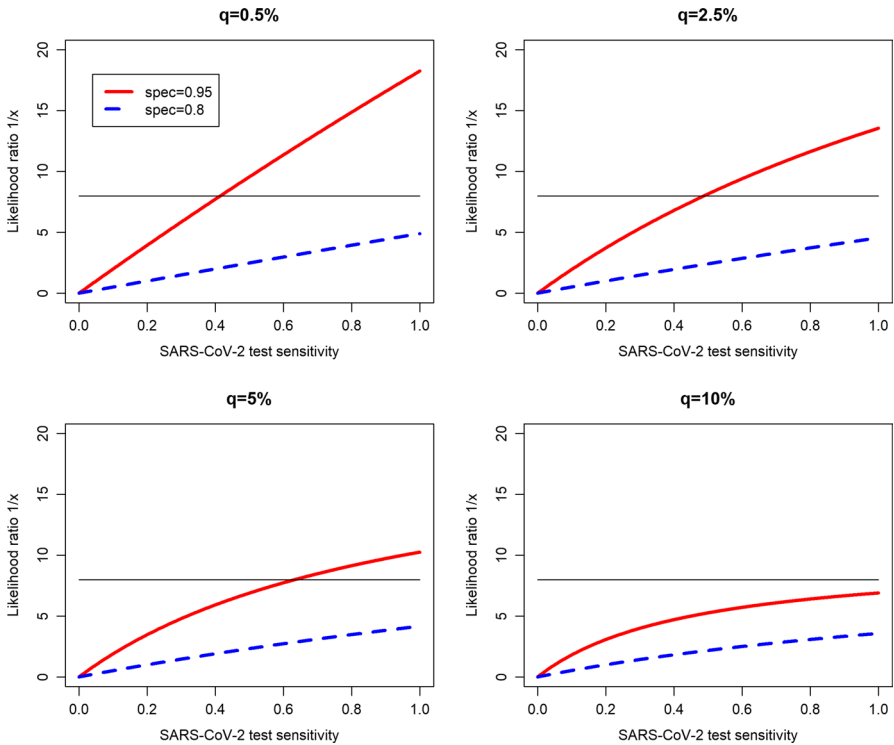 q=0.5%
20
15
10
5
0
Likelihood ratio 1/x
spec=0.95
spec=0.8
0.0 0.2 0.4 0.6 0.8 1.0
SARS-CoV-2 test sensitivity
q=2.5%
20
15
10
5
0
Likelihood ratio 1/x
0.0 0.2 0.4 0.6 0.8 1.0
SARS-CoV-2 test sensitivity
q=5%
20
15
10
5
0
Likelihood ratio 1/x
0.0 0.2 0.4 0.6 0.8 1.0
SARS-CoV-2 test sensitivity
q=10%
20
15
10
5
0
Likelihood ratio 1/x
0.0 0.2 0.4 0.6 0.8 1.0
SARS-CoV-2 test sensitivity